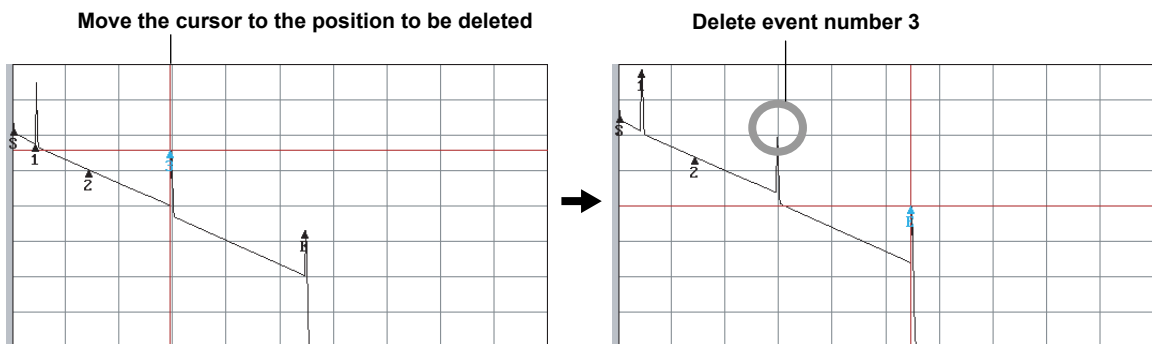 Move the cursor to the position to be deleted
Delete event number 3
S
1
2
3
E
S
1
2
E